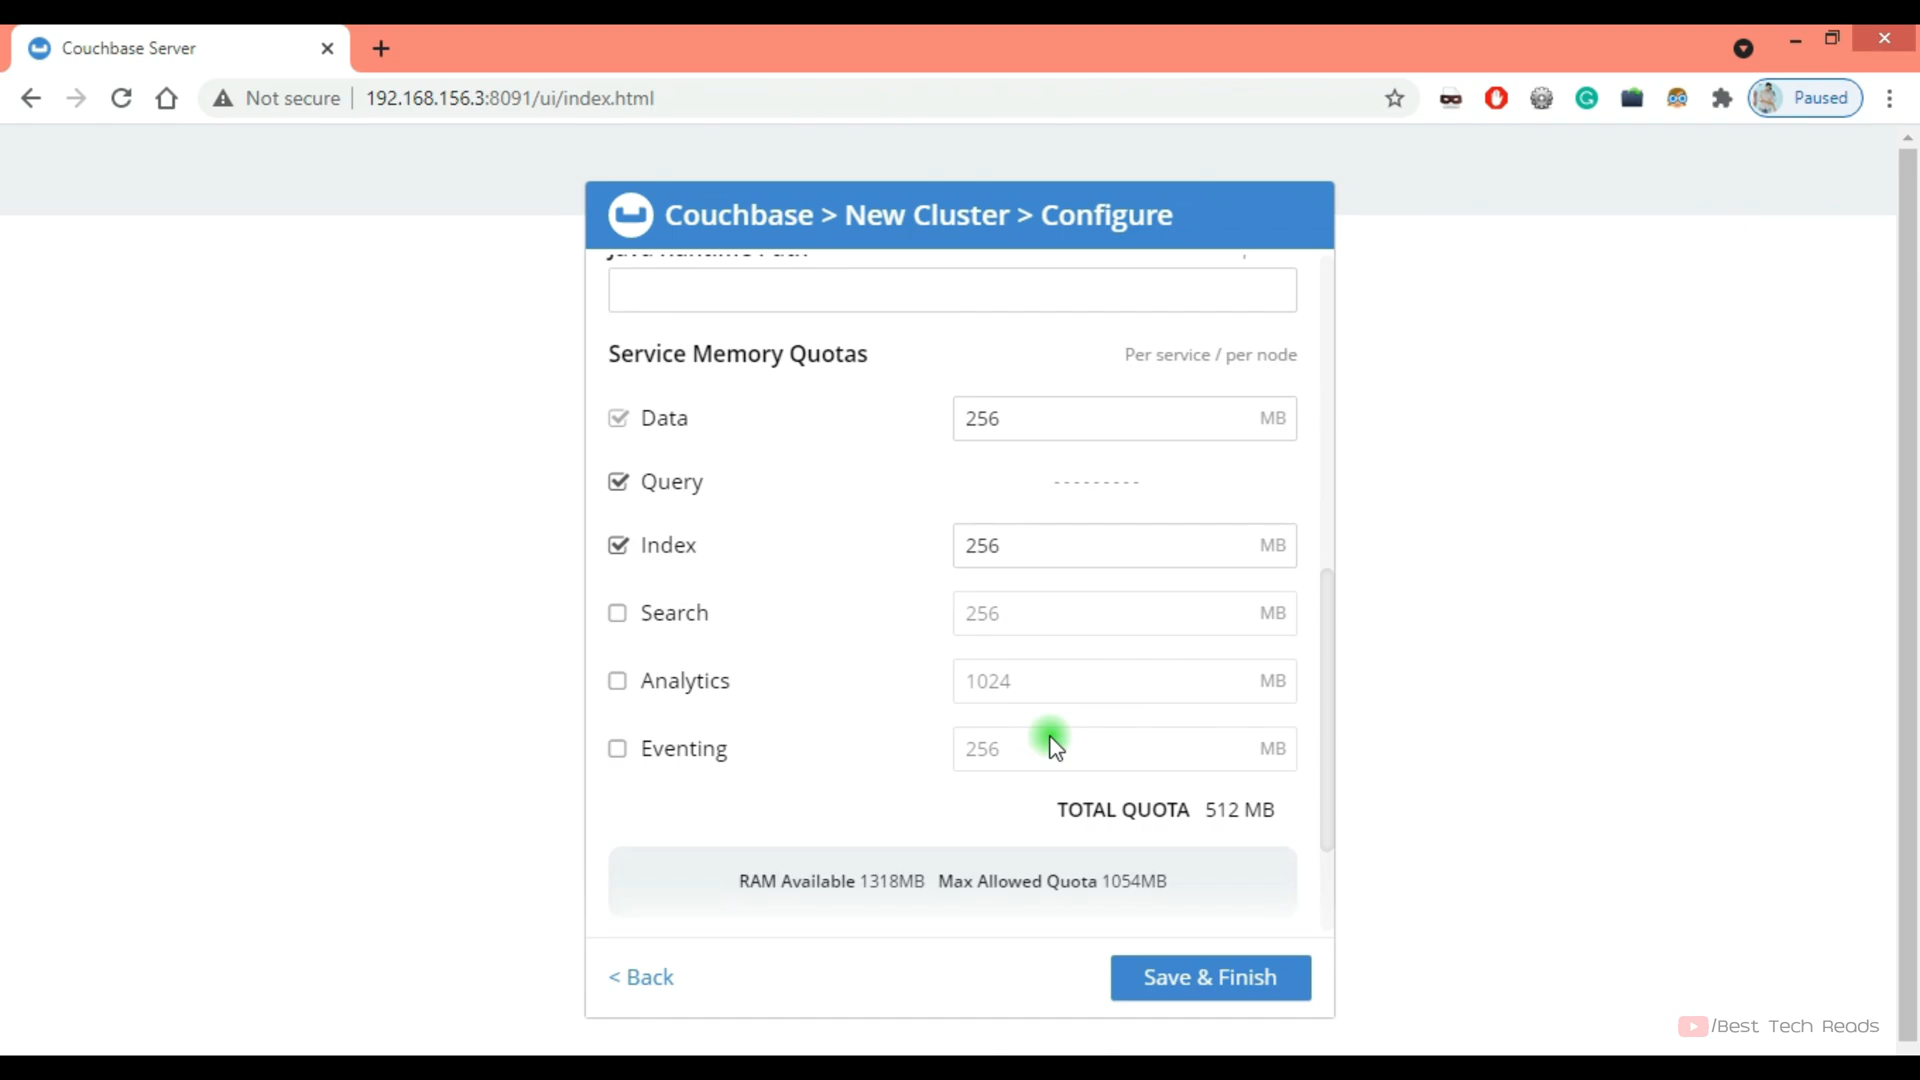 Couchbase Server
Not secure
192.168.156.3:8091/ui/index.html
Paused
Couchbase > New Cluster > Configure
Service Memory Quotas
Per service / per node
Data
256 MB
Query
---------
Index
256 MB
Search
256 MB
Analytics
1024 MB
Eventing
256 MB
TOTAL QUOTA 512 MB
RAM Available 1318MB Max Allowed Quota 1054MB
< Back
Save & Finish
/Best Tech Reads